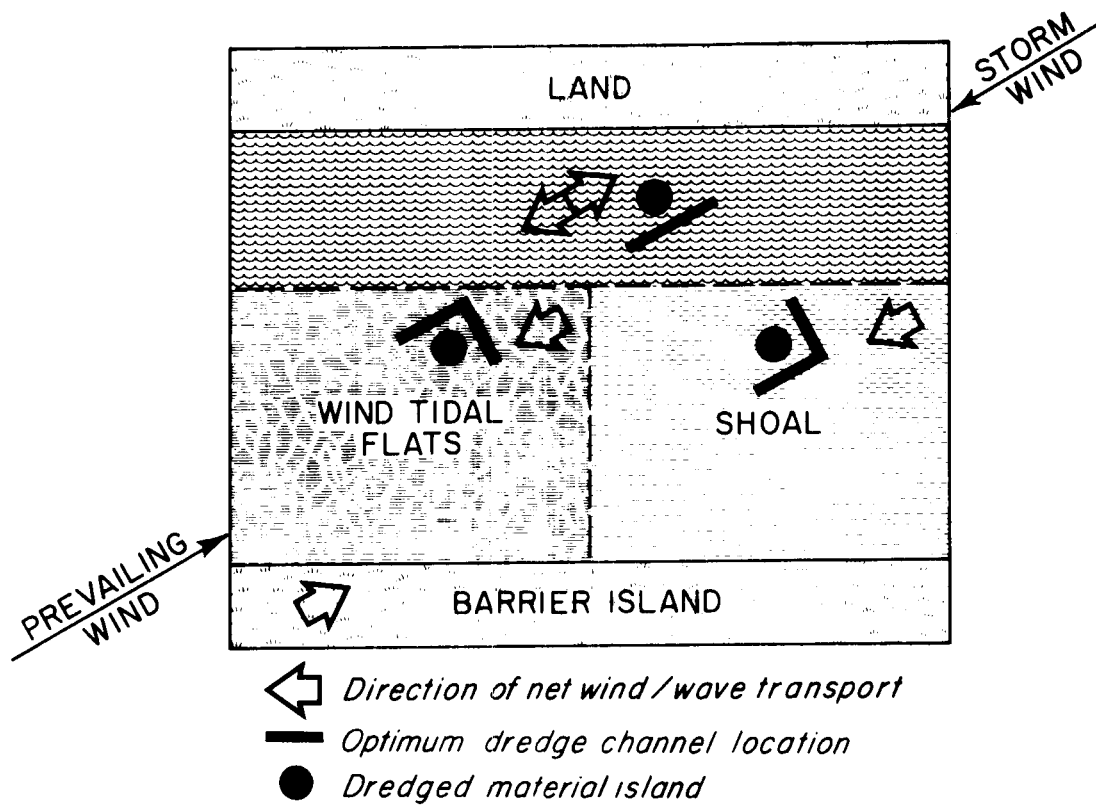 STORM
WIND
LAND
WIND TIDAL
FLATS
SHOAL
PREVAILING
WIND
BARRIER ISLAND
Direction of net wind/wave transport
Optimum dredge channel location
Dredged material island